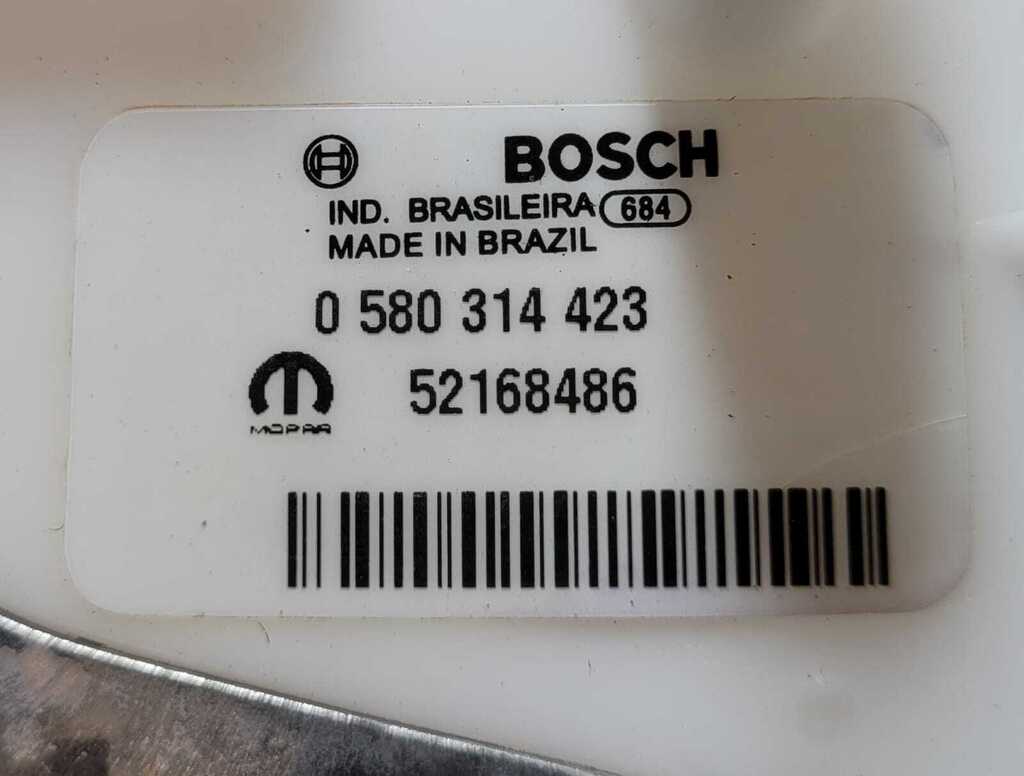 BOSCH
IND. BRASILEIRA 684
MADE IN BRAZIL
0 580 314 423
52168486
MOPAR